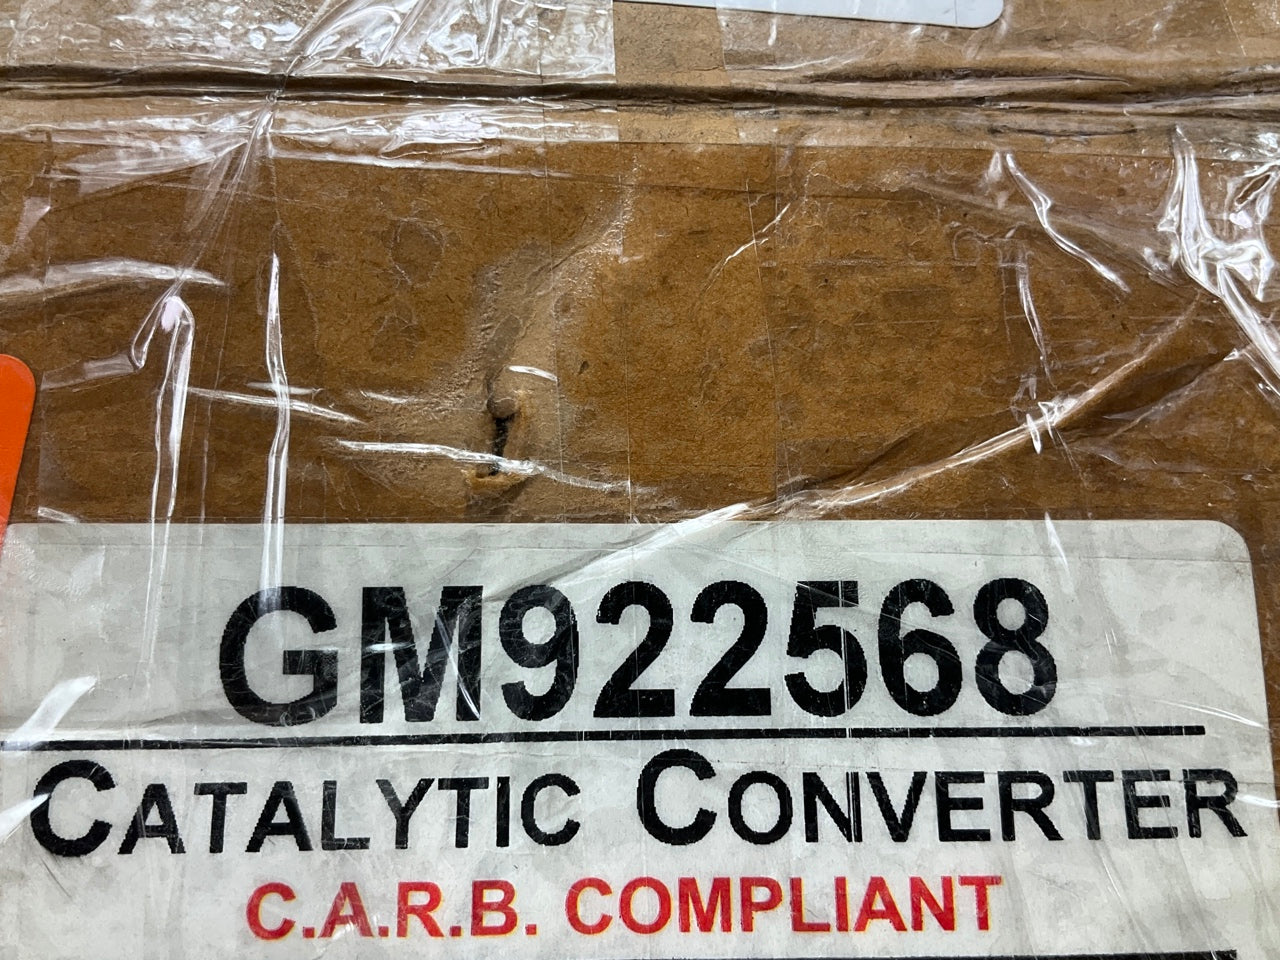 GM922568
CATALYTIC CONVERTER
C.A.R.B. COMPLIANT